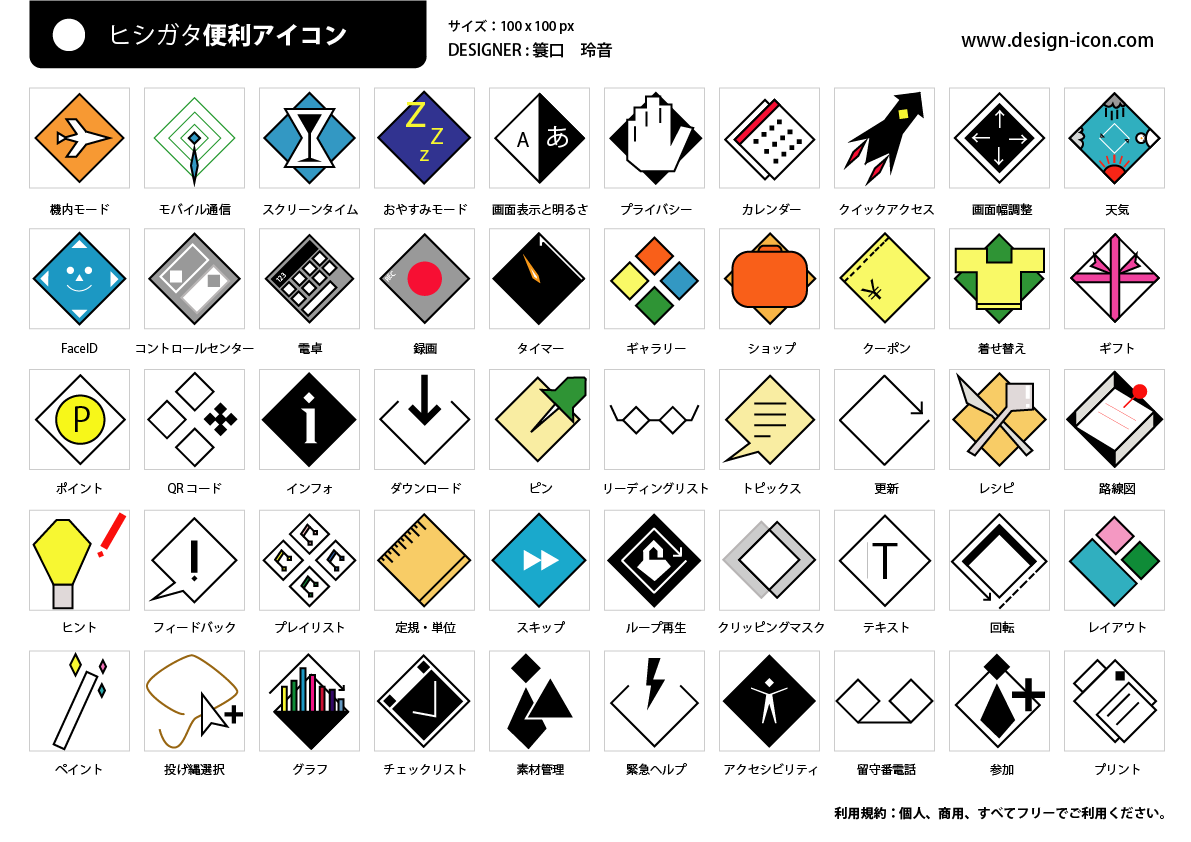 ヒシガタ便利アイコン
サイズ：100 x 100 px
DESIGNER : 簑口　玲音
www.design-icon.com
Z
Z
z
A
あ
機内モード
モバイル通信
スクリーンタイム
おやすみモード
画面表示と明るさ
プライバシー
カレンダー
クイックアクセス
画面幅調整
天気
123
REC
¥
FaceID
コントロールセンター
電卓
録画
タイマー
ギャラリー
ショップ
クーポン
着せ替え
ギフト
P
i
ポイント
QRコード
インフォ
ダウンロード
ピン
リーディングリスト
トピックス
更新
レシピ
路線図
!
T
ヒント
フィードバック
プレイリスト
定規・単位
スキップ
ループ再生
クリッピングマスク
テキスト
回転
レイアウト
ペイント
投げ縄選択
グラフ
チェックリスト
素材管理
緊急ヘルプ
アクセシビリティ
留守番電話
参加
プリント
利用規約：個人、商用、すべてフリーでご利用ください。